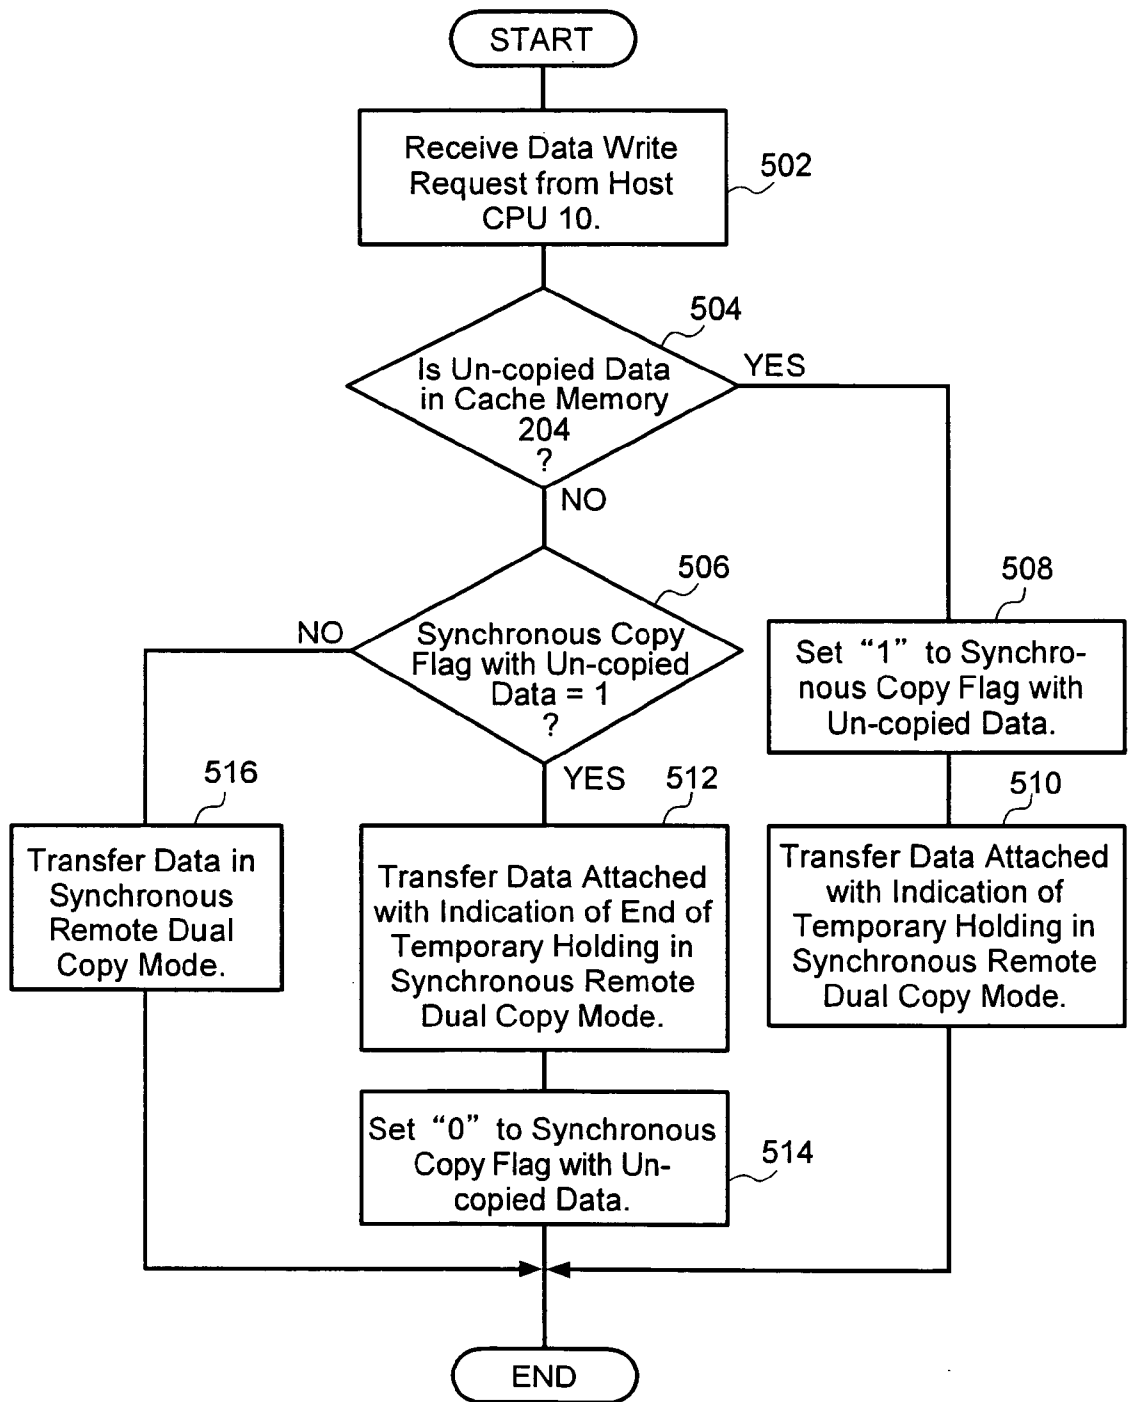 START
Receive Data Write
Request from Host
CPU 10.
502
504
Is Un-copied Data
in Cache Memory
204
?
YES
NO
506
Synchronous Copy
Flag with Un-copied
Data = 1
?
NO
YES
508
Set “1” to Synchro-
nous Copy Flag with
Un-copied Data.
516
Transfer Data in
Synchronous
Remote Dual
Copy Mode.
512
Transfer Data Attached
with Indication of End of
Temporary Holding in
Synchronous Remote
Dual Copy Mode.
510
Transfer Data Attached
with Indication of
Temporary Holding in
Synchronous Remote
Dual Copy Mode.
Set “0” to Synchronous
Copy Flag with Un-
copied Data.
514
END